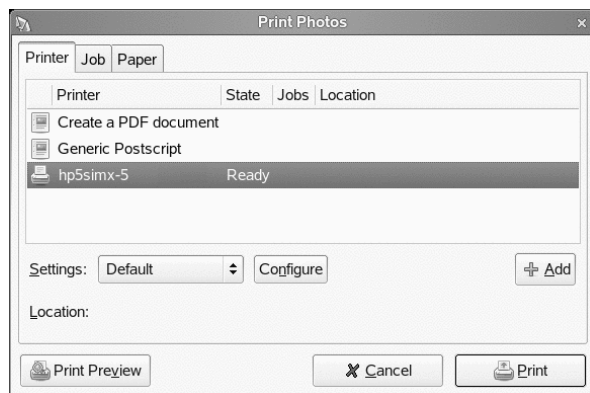 Print Photos
Printer Job Paper
Printer State Jobs Location
Create a PDF document
Generic Postscript
hp5simx-5 Ready
Settings: Default Configure Add
Location:
Print Preview Cancel Print